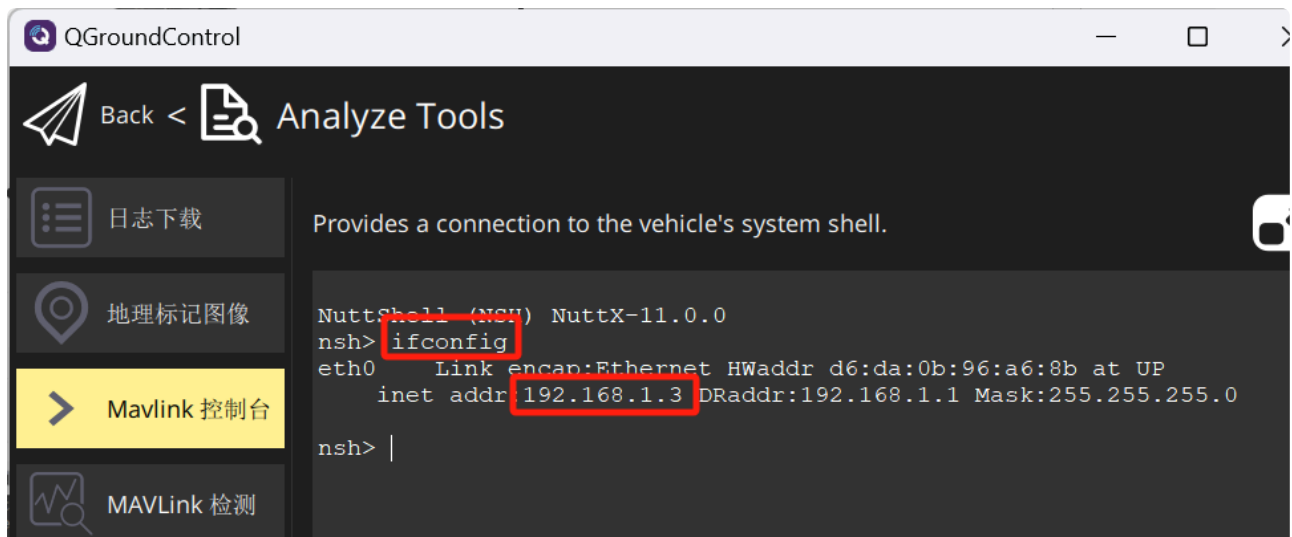 QGroundControl
Back < Analyze Tools
日志下载
Provides a connection to the vehicle's system shell.
地理标记图像
NuttShell (NSH) NuttX-11.0.0
nsh> ifconfig
eth0 Link encap:Ethernet HWaddr d6:da:0b:96:a6:8b at UP
inet addr:192.168.1.3 DRaddr:192.168.1.1 Mask:255.255.255.0
Mavlink 控制台
nsh>
MAVLink 检测